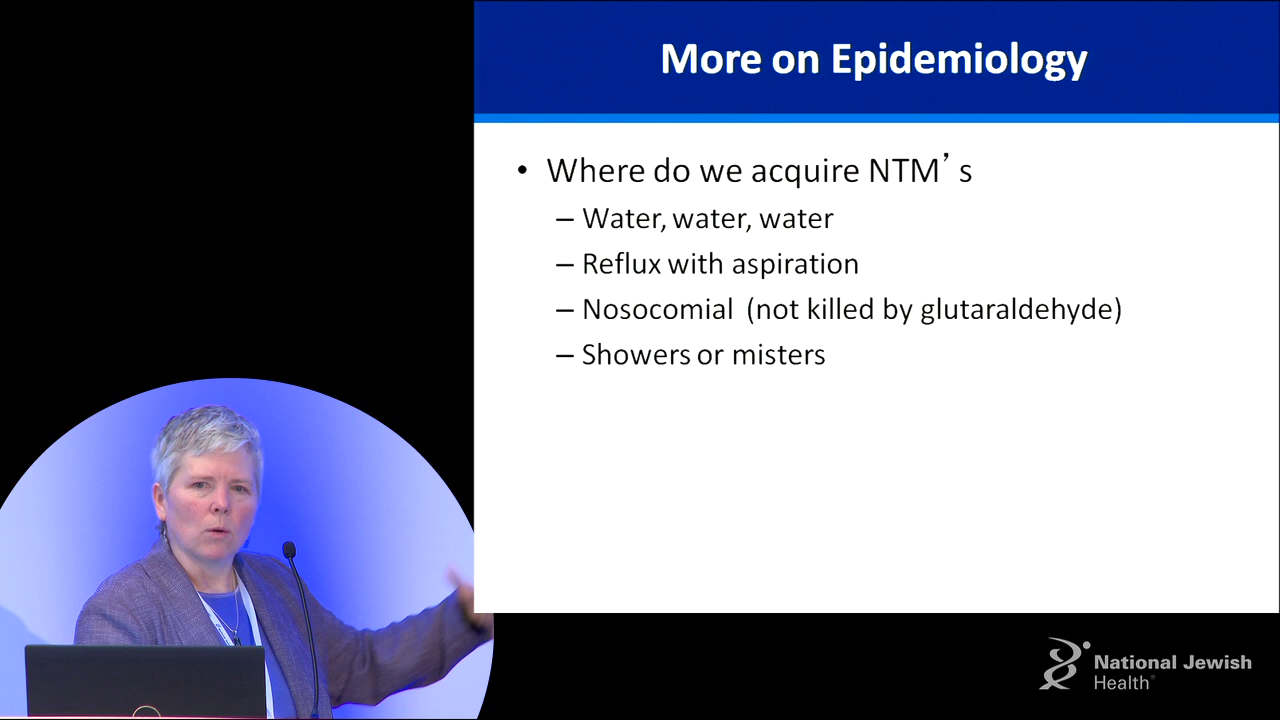 More on Epidemiology
• Where do we acquire NTM’s
– Water, water, water
– Reflux with aspiration
– Nosocomial (not killed by glutaraldehyde)
– Showers or misters
National Jewish
Health®